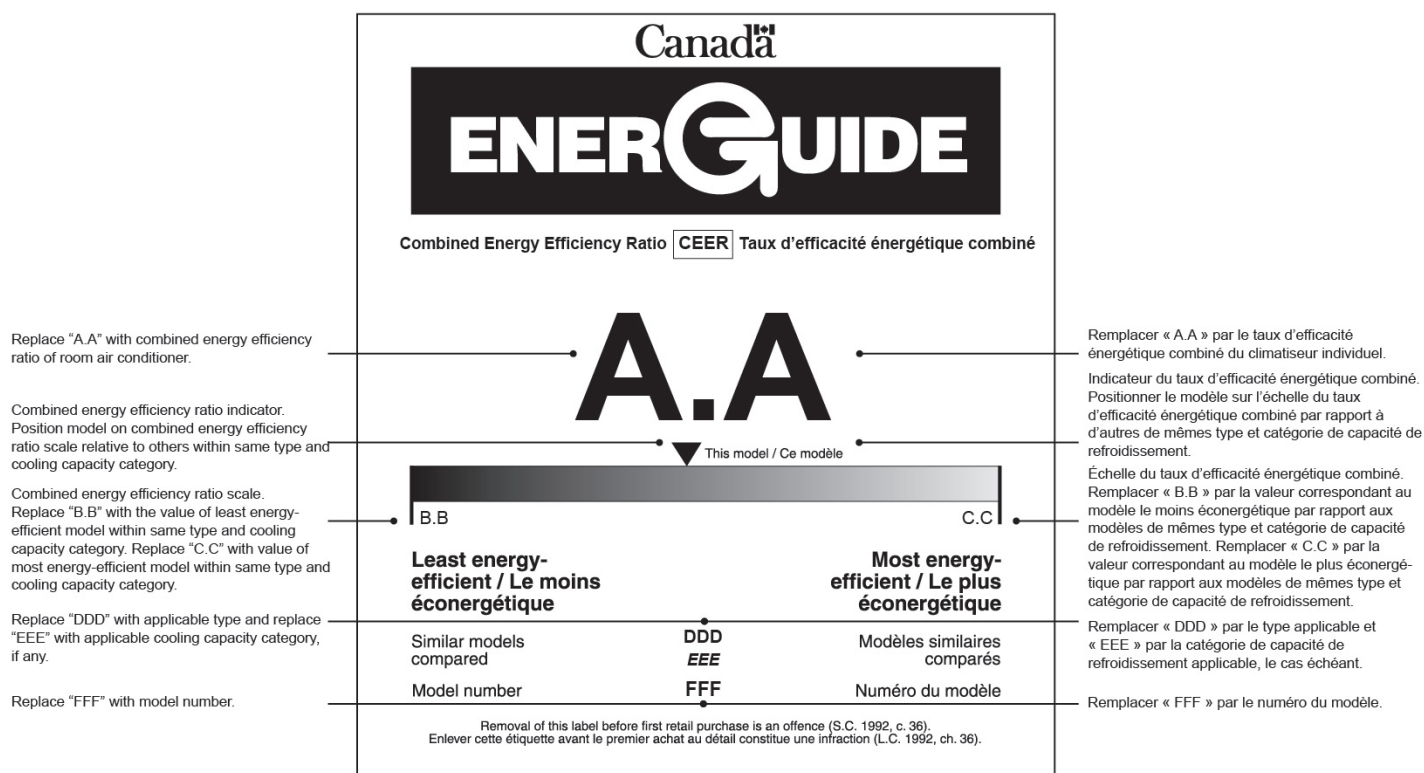 Canada
ENERGUIDE
Combined Energy Efficiency Ratio CEER Taux d’efficacité énergétique combiné
Replace “A.A” with combined energy efficiency
ratio of room air conditioner.
Combined energy efficiency ratio indicator.
Position model on combined energy efficiency
ratio scale relative to others within same type and
cooling capacity category.
Combined energy efficiency ratio scale.
Replace “B.B” with the value of least energy-
efficient model within same type and cooling
capacity category. Replace “C.C” with value of
most energy-efficient model within same type and
cooling capacity category.
Replace “DDD” with applicable type and replace
“EEE” with applicable cooling capacity category,
if any.
Replace “FFF” with model number.
A.A
This model / Ce modèle
B.B
C.C
Least energy-
efficient / Le moins
éconergétique
Most energy-
efficient / Le plus
éconergétique
Similar models
compared
DDD
EEE
Modèles similaires
comparés
Model number
FFF
Numéro du modèle
Removal of this label before first retail purchase is an offence (S.C. 1992, c. 36).
Enlever cette étiquette avant le premier achat au détail constitue une infraction (L.C. 1992, ch. 36).
Remplacer « A.A » par le taux d’efficacité
énergétique combiné du climatiseur individuel.
Indicateur du taux d’efficacité énergétique combiné.
Positionner le modèle sur l’échelle du taux
d’efficacité énergétique combiné par rapport à
d’autres de mêmes type et catégorie de capacité de
refroidissement.
Échelle du taux d’efficacité énergétique combiné.
Remplacer « B.B » par la valeur correspondant au
modèle le moins éconergétique par rapport aux
modèles de mêmes type et catégorie de capacité
de refroidissement. Remplacer « C.C » par la
valeur correspondant au modèle le plus éconergé-
tique par rapport aux modèles de mêmes type et
catégorie de capacité de refroidissement.
Remplacer « DDD » par le type applicable et
« EEE » par la catégorie de capacité de
refroidissement applicable, le cas échéant.
Remplacer « FFF » par le numéro du modèle.